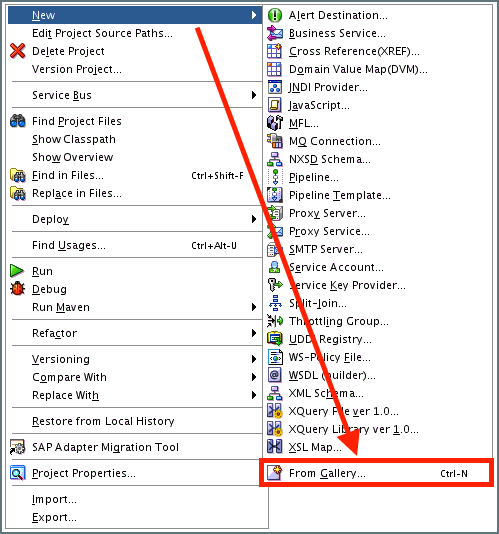 New
Edit Project Source Paths...
Delete Project
Version Project...
Service Bus
Find Project Files
Show Classpath
Show Overview
Find in Files... Ctrl+Shift-F
Replace in Files...
Deploy
Find Usages... Ctrl+Alt-U
Run
Debug
Run Maven
Refactor
Versioning
Compare With
Replace With
Restore from Local History
SAP Adapter Migration Tool
Project Properties...
Import...
Export...
Alert Destination...
Business Service...
Cross Reference(XREF)...
Domain Value Map(DVM)...
JNDI Provider...
JavaScript...
MFL...
MQ Connection...
NXSD Schema...
Pipeline...
Pipeline Template...
Proxy Server...
Proxy Service...
SMTP Server...
Service Account...
Service Key Provider...
Split-Join...
Throttling Group...
UDDI Registry...
WS-Policy File...
WSDL (builder)...
XML Schema...
XQuery File ver 1.0...
XQuery Library ver 1.0...
XSL Map...
From Gallery... Ctrl-N